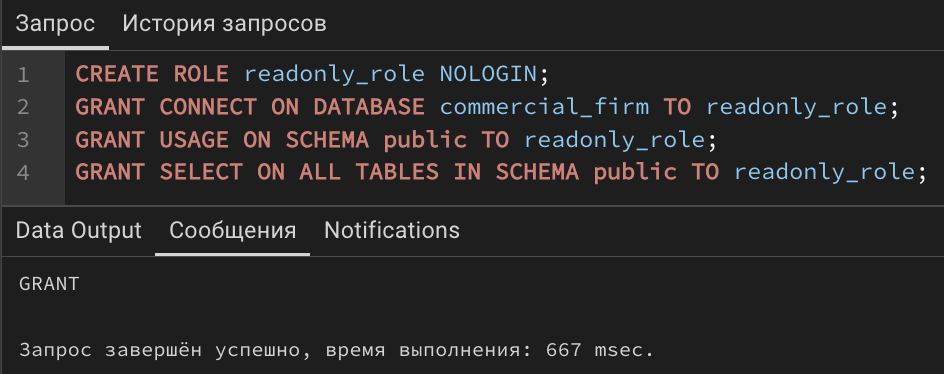 Запрос История запросов
1 CREATE ROLE readonly_role NOLOGIN;
2 GRANT CONNECT ON DATABASE commercial_firm TO readonly_role;
3 GRANT USAGE ON SCHEMA public TO readonly_role;
4 GRANT SELECT ON ALL TABLES IN SCHEMA public TO readonly_role;
Data Output Сообщения Notifications
GRANT
Запрос завершён успешно, время выполнения: 667 msec.